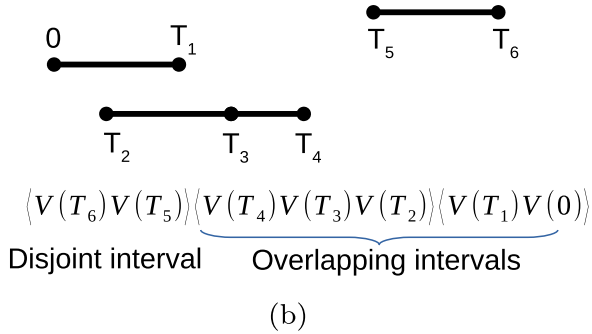 0 T₁ T₅ T₆
T₂ T₃ T₄
⟨V(T₆)V(T₅)⟩⟨V(T₄)V(T₃)V(T₂)⟩⟨V(T₁)V(0)⟩
Disjoint interval Overlapping intervals
(b)